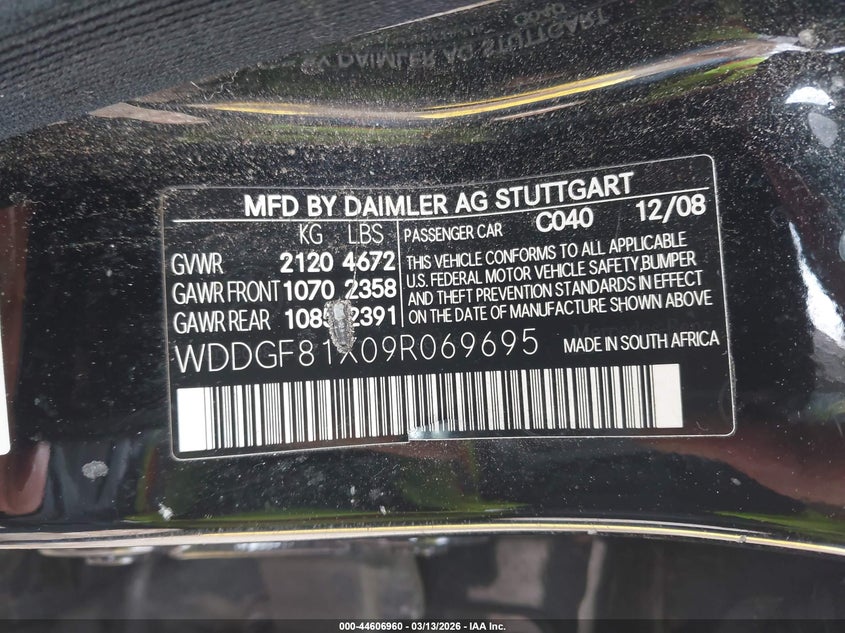 MFD BY DAIMLER AG STUTTGART
KG LBS
PASSENGER CAR C040 12/08
GVWR 2120 4672
GAWR FRONT 1070 2358
GAWR REAR 1085 2391
THIS VEHICLE CONFORMS TO ALL APPLICABLE
U.S. FEDERAL MOTOR VEHICLE SAFETY,BUMPER
AND THEFT PREVENTION STANDARDS IN EFFECT
ON THE DATE OF MANUFACTURE SHOWN ABOVE
WDDGF81X09R069695 MADE IN SOUTH AFRICA
000-44606960 - 03/13/2026 - IAA Inc.